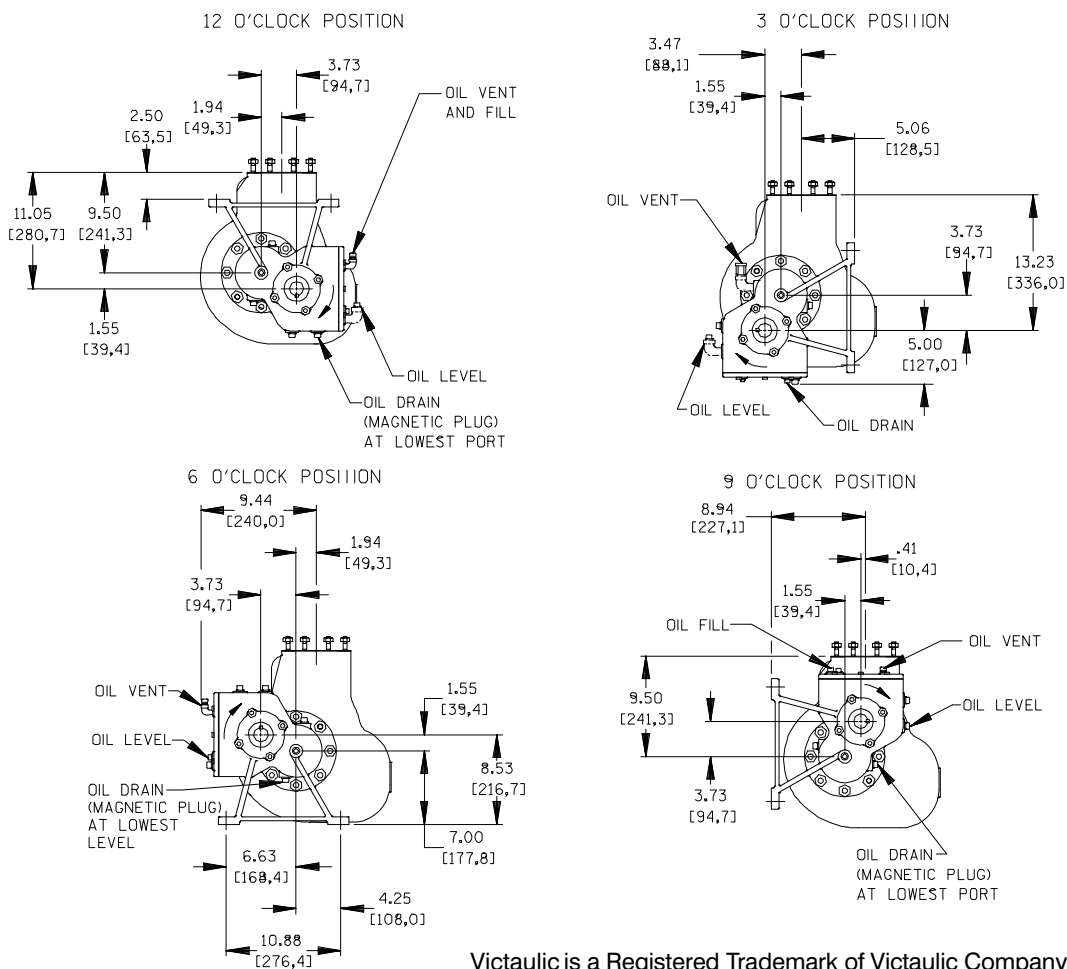 12 O'CLOCK POSITION
3.73
[94,7]
1.94
[49,3]
2.50
[63,5]
OIL VENT
AND FILL
11.05
[280,7]
9.50
[241,3]
1.55
[39,4]
OIL LEVEL
OIL DRAIN
(MAGNETIC PLUG)
AT LOWEST PORT
3 O'CLOCK POSITION
3.47
[88,1]
1.55
[39,4]
5.06
[128,5]
OIL VENT
3.73
[94,7]
13.23
[336,0]
5.00
[127,0]
OIL LEVEL
OIL DRAIN
6 O'CLOCK POSITION
9.44
[240,0]
1.94
[49,3]
3.73
[94,7]
OIL VENT
OIL LEVEL
1.55
[39,4]
OIL DRAIN
(MAGNETIC PLUG)
AT LOWEST
LEVEL
8.53
[216,7]
7.00
[177,8]
6.63
[168,4]
4.25
[108,0]
10.88
[276,4]
9 O'CLOCK POSITION
8.94
[227,1]
.41
[10,4]
1.55
[39,4]
OIL FILL
OIL VENT
9.50
[241,3]
OIL LEVEL
3.73
[94,7]
OIL DRAIN
(MAGNETIC PLUG)
AT LOWEST PORT
Victaulic is a Registered Trademark of Victaulic Company